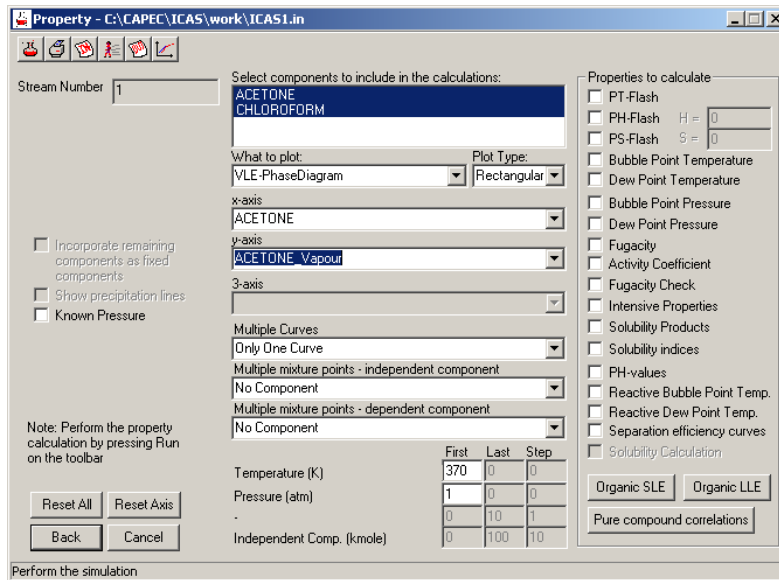 Property - C:\CAPEC\ICAS\work\ICAS1.in
Stream Number 1
Select components to include in the calculations:
ACETONE
CHLOROFORM
What to plot: Plot Type:
VLE-PhaseDiagram Rectangular
x-axis
ACETONE
y-axis
ACETONE_Vapour
3-axis
Incorporate remaining
components as fixed
components
Show precipitation lines
Known Pressure
Multiple Curves
Only One Curve
Multiple mixture points - independent component
No Component
Multiple mixture points - dependent component
No Component
Note: Perform the property
calculation by pressing Run
on the toolbar
First Last Step
Temperature (K) 370 0 0
Pressure (atm) 1 0 0
- 0 10 1
Independent Comp. (kmole) 0 100 10
Reset All Reset Axis
Back Cancel
Properties to calculate
PT-Flash
PH-Flash H = 0
PS-Flash S = 0
Bubble Point Temperature
Dew Point Temperature
Bubble Point Pressure
Dew Point Pressure
Fugacity
Activity Coefficient
Fugacity Check
Intensive Properties
Solubility Products
Solubility indices
PH-values
Reactive Bubble Point Temp.
Reactive Dew Point Temp.
Separation efficiency curves
Solubility Calculation
Organic SLE Organic LLE
Pure compound correlations
Perform the simulation